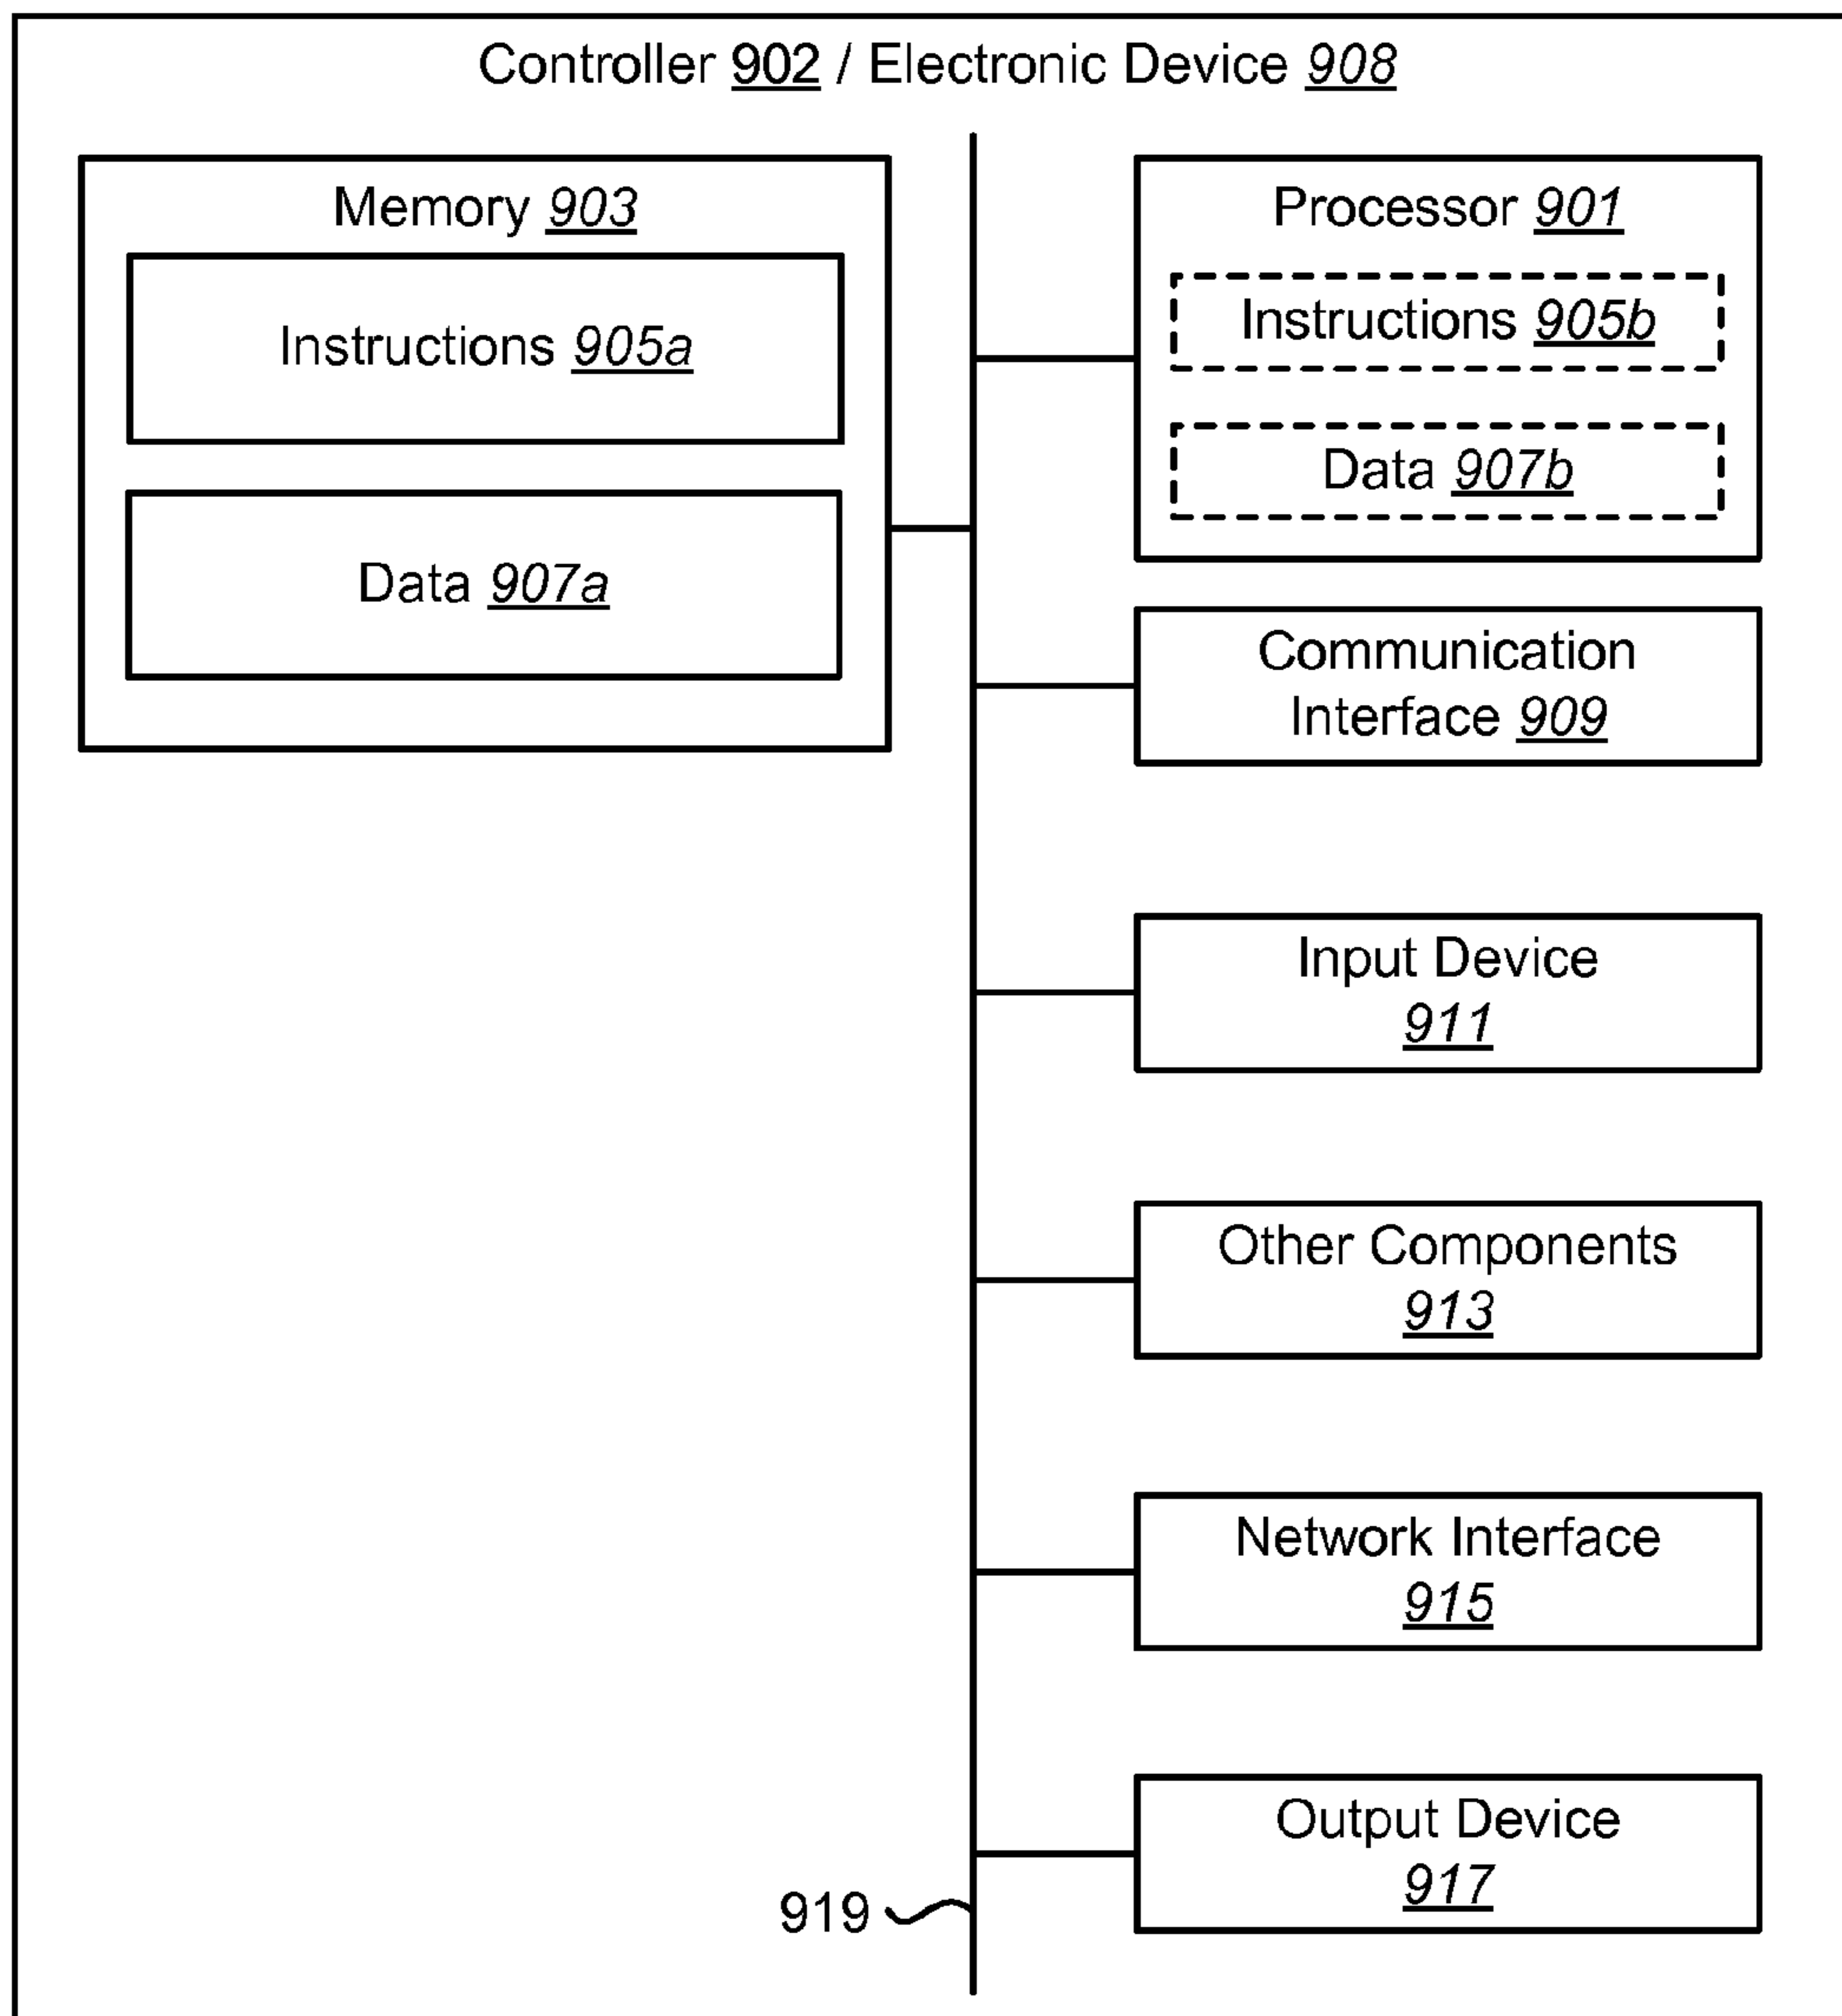 Controller 902 / Electronic Device 908
Memory 903
Instructions 905a
Data 907a
Processor 901
Instructions 905b
Data 907b
Communication
Interface 909
Input Device
911
Other Components
913
Network Interface
915
Output Device
917
919